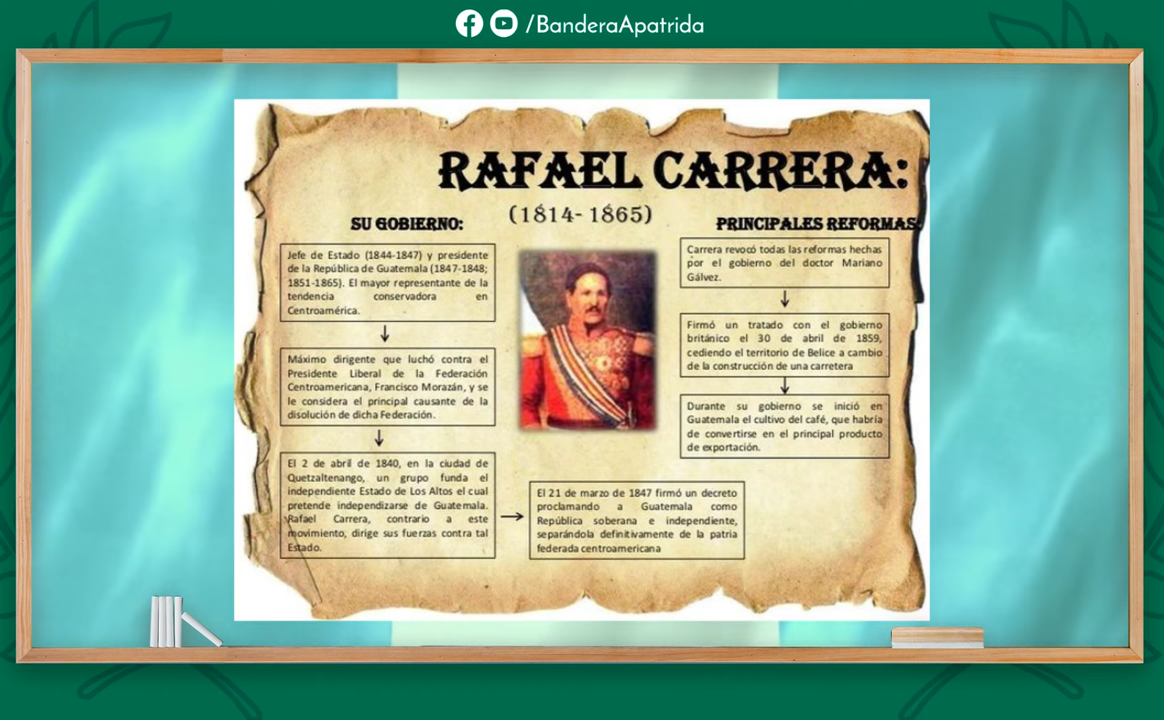 /BanderaApatrida
RAFAEL CARRERA:
(1814- 1865)
SU GOBIERNO:
Jefe de Estado (1844-1847) y presidente
de la República de Guatemala (1847-1848;
1851-1865). El mayor representante de la
tendencia conservadora en
Centroamérica.
Máximo dirigente que luchó contra el
Presidente Liberal de la Federación
Centroamericana, Francisco Morazán, y se
le considera el principal causante de la
disolución de dicha Federación.
El 2 de abril de 1840, en la ciudad de
Quetzaltenango, un grupo funda el
independiente Estado de Los Altos el cual
pretende independizarse de Guatemala.
Rafael Carrera, contrario a este
movimiento, dirige sus fuerzas contra tal
Estado.
El 21 de marzo de 1847 firmó un decreto
proclamando a Guatemala como
República soberana e independiente,
separándola definitivamente de la patria
federada centroamericana
PRINCIPALES REFORMAS:
Carrera revocó todas las reformas hechas
por el gobierno del doctor Mariano
Gálvez.
Firmó un tratado con el gobierno
británico el 30 de abril de 1859,
cediendo el territorio de Belice a cambio
de la construcción de una carretera
Durante su gobierno se inició en
Guatemala el cultivo del café, que habría
de convertirse en el principal producto
de exportación.